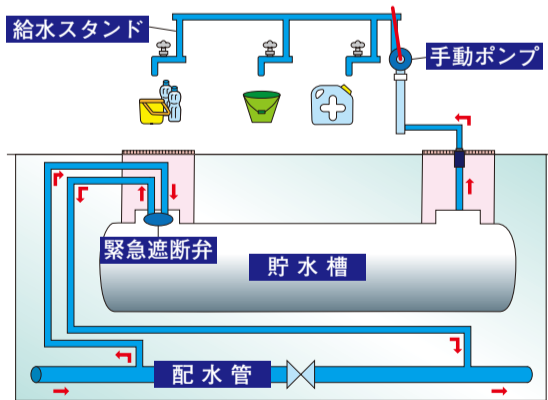 給水スタンド
手動ポンプ
緊急遮断弁
貯水槽
配水管